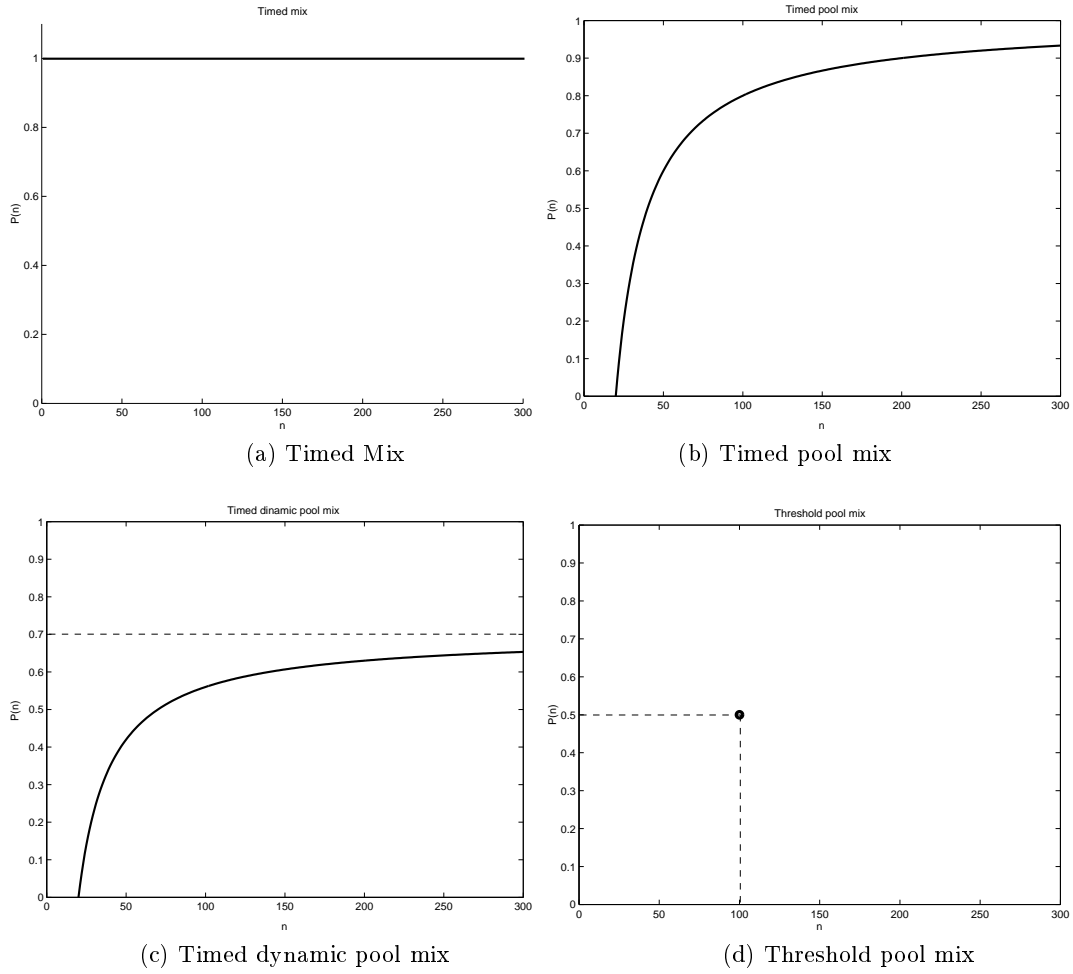 Timed mix
1
0.8
0.6
0.4
0.2
0
P(n)
0 50 100 150 200 250 300
n
(a) Timed Mix
Timed pool mix
1
0.9
0.8
0.7
0.6
0.5
0.4
0.3
0.2
0.1
0
P(n)
0 50 100 150 200 250 300
n
(b) Timed pool mix
Timed dinamic pool mix
1
0.9
0.8
0.7
0.6
0.5
0.4
0.3
0.2
0.1
0
P(n)
0 50 100 150 200 250 300
n
(c) Timed dynamic pool mix
Threshold pool mix
1
0.9
0.8
0.7
0.6
0.5
0.4
0.3
0.2
0.1
0
P(n)
0 50 100 150 200 250 300
n
(d) Threshold pool mix